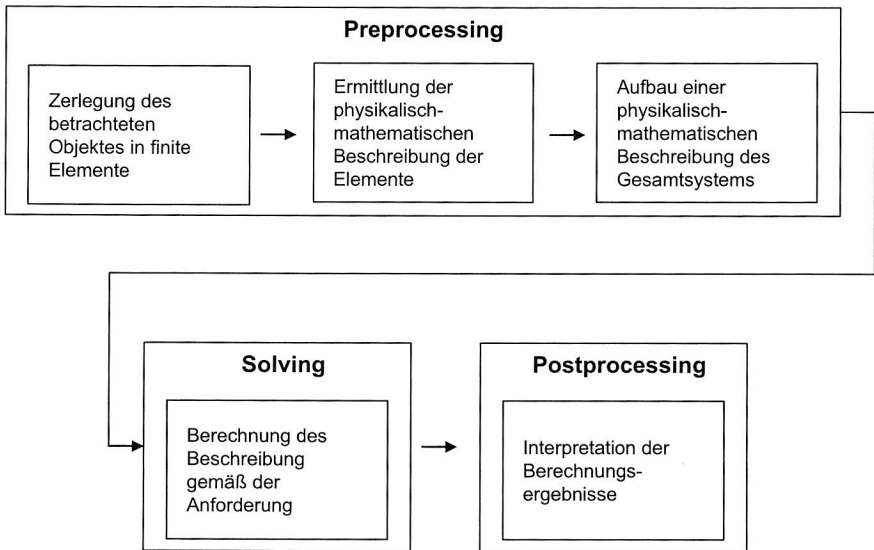 Preprocessing
Zerlegung des
betrachteten
Objektes in finite
Elemente
Ermittlung der
physikalisch-
mathematischen
Beschreibung der
Elemente
Aufbau einer
physikalisch-
mathematischen
Beschreibung des
Gesamtsystems
Solving
Berechnung des
Beschreibung
gemäß der
Anforderung
Postprocessing
Interpretation der
Berechnungs-
ergebnisse